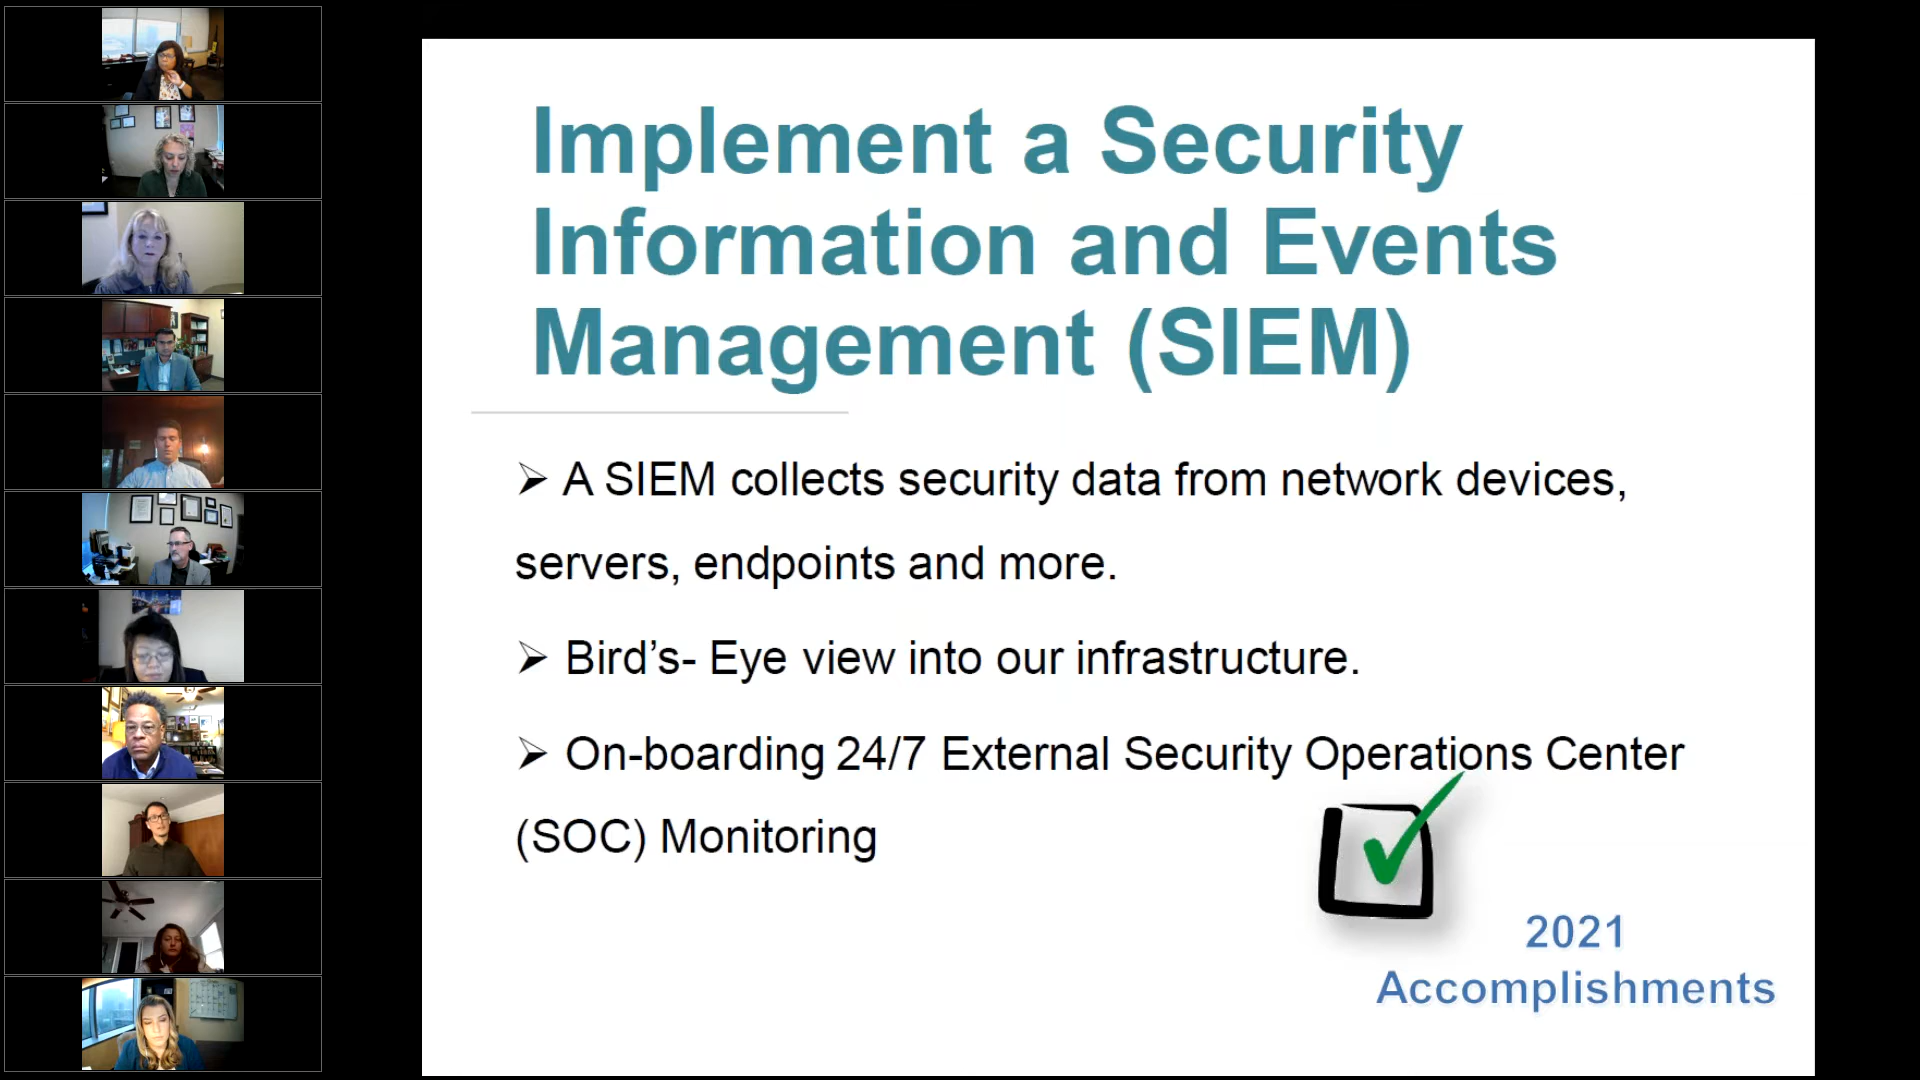 Implement a Security
Information and Events
Management (SIEM)
➢ A SIEM collects security data from network devices,
servers, endpoints and more.
➢ Bird’s- Eye view into our infrastructure.
➢ On-boarding 24/7 External Security Operations Center
(SOC) Monitoring
2021
Accomplishments